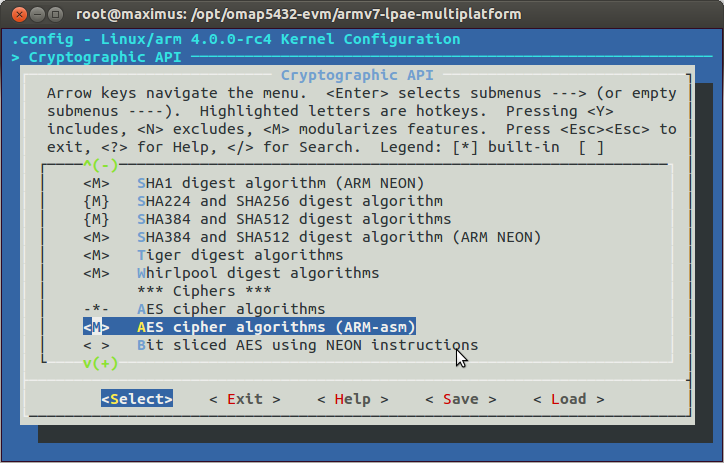 root@maximus: /opt/omap5432-evm/armv7-lpae-multiplatform
.config - Linux/arm 4.0.0-rc4 Kernel Configuration
> Cryptographic API
Cryptographic API
Arrow keys navigate the menu.  <Enter> selects submenus ---> (or empty
submenus ----).  Highlighted letters are hotkeys.  Pressing <Y>
includes, <N> excludes, <M> modularizes features.  Press <Esc><Esc> to
exit, <?> for Help, </> for Search.  Legend: [*] built-in  [ ]
^(-)
<M>   SHA1 digest algorithm (ARM NEON)
{M}   SHA224 and SHA256 digest algorithm
{M}   SHA384 and SHA512 digest algorithms
<M>   SHA384 and SHA512 digest algorithm (ARM NEON)
<M>   Tiger digest algorithms
<M>   Whirlpool digest algorithms
*** Ciphers ***
-*-   AES cipher algorithms
<M>   AES cipher algorithms (ARM-asm)
< >   Bit sliced AES using NEON instructions
v(+)
<Select>    < Exit >    < Help >    < Save >    < Load >